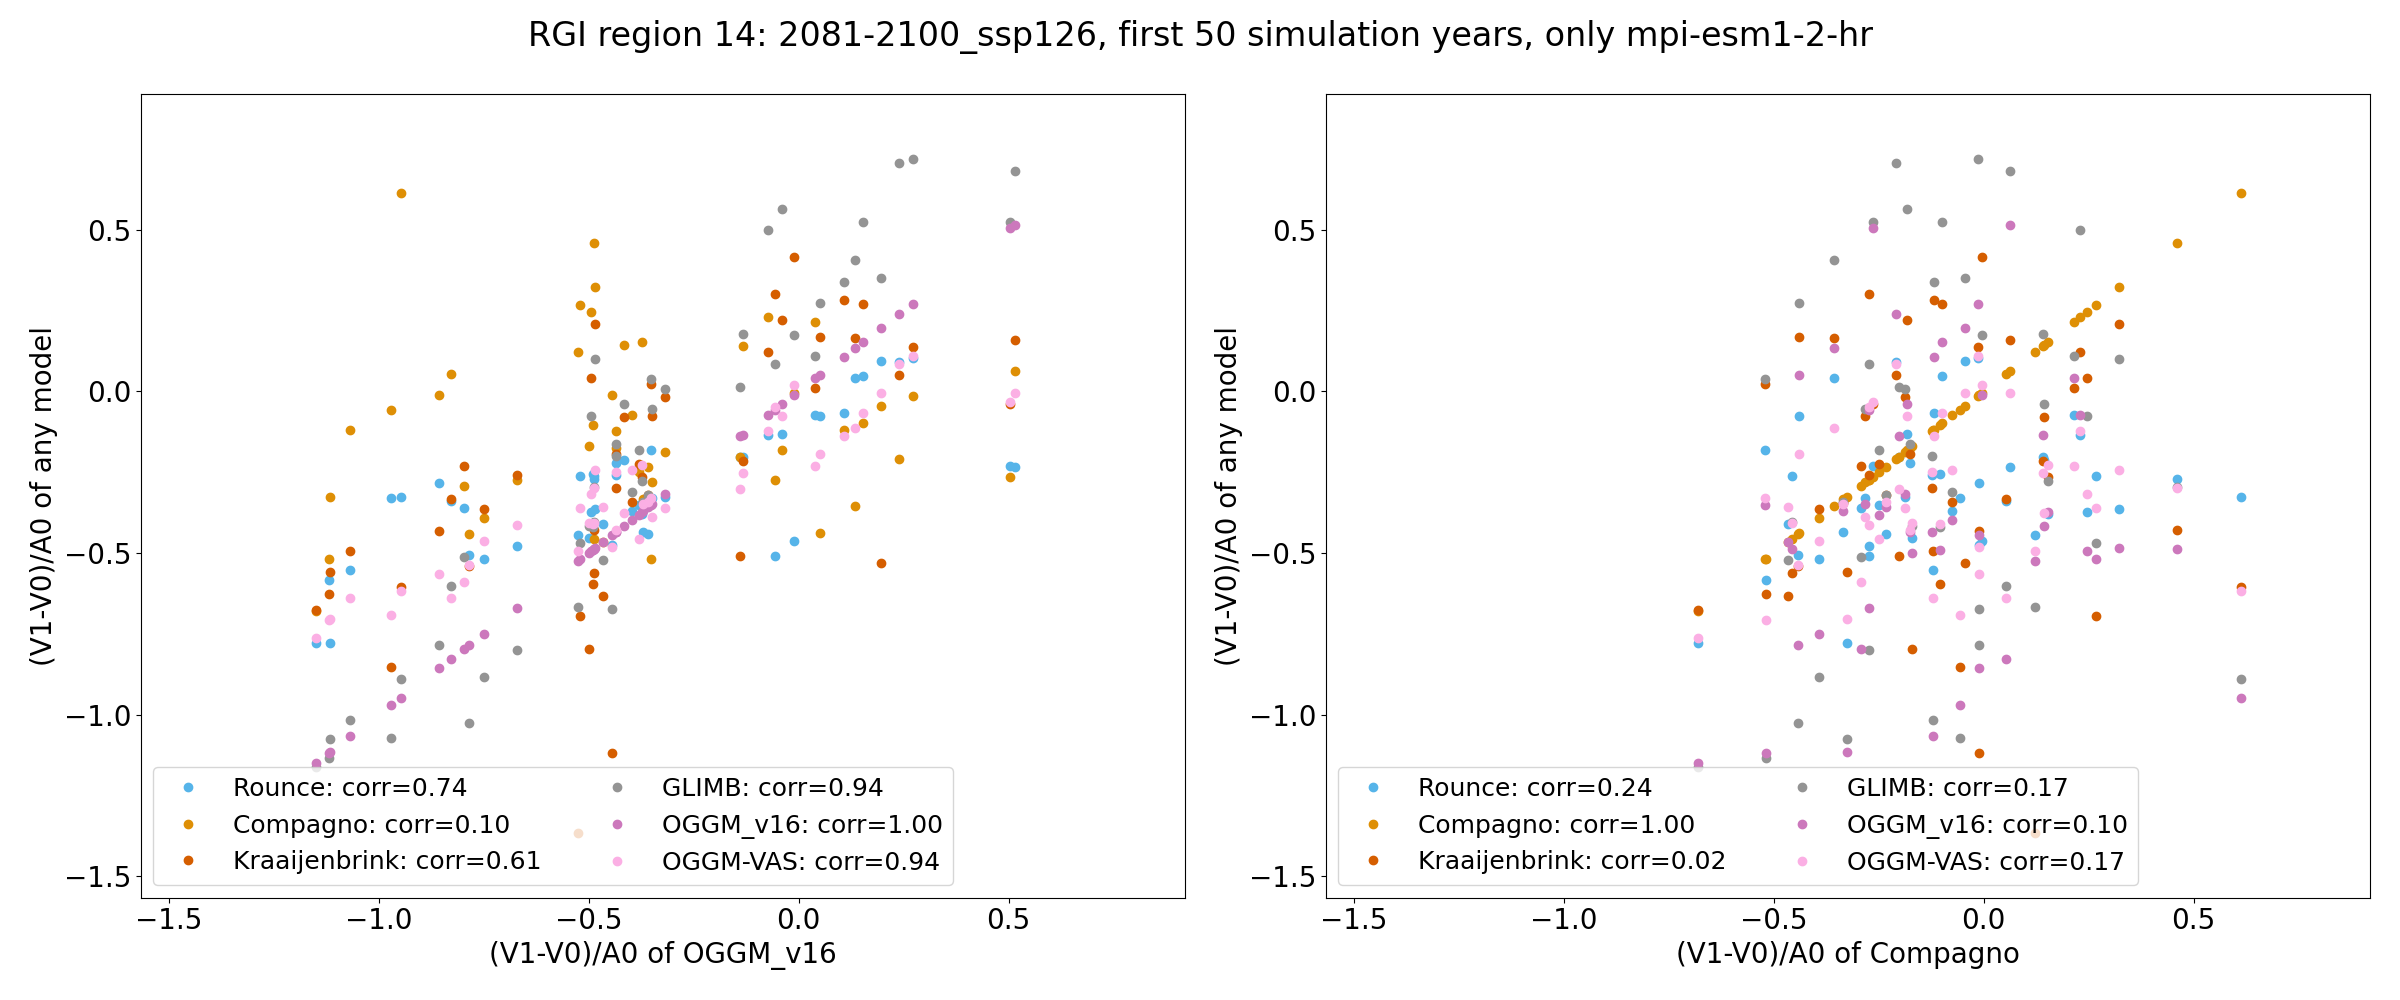 RGI region 14: 2081-2100_ssp126, first 50 simulation years, only mpi-esm1-2-hr
(V1-V0)/A0 of any model
0.5
0.0
−0.5
−1.0
−1.5
Rounce: corr=0.74
Compagno: corr=0.10
Kraaijenbrink: corr=0.61
GLIMB: corr=0.94
OGGM_v16: corr=1.00
OGGM-VAS: corr=0.94
−1.5 −1.0 −0.5 0.0 0.5
(V1-V0)/A0 of OGGM_v16
(V1-V0)/A0 of any model
0.5
0.0
−0.5
−1.0
−1.5
Rounce: corr=0.24
Compagno: corr=1.00
Kraaijenbrink: corr=0.02
GLIMB: corr=0.17
OGGM_v16: corr=0.10
OGGM-VAS: corr=0.17
−1.5 −1.0 −0.5 0.0 0.5
(V1-V0)/A0 of Compagno